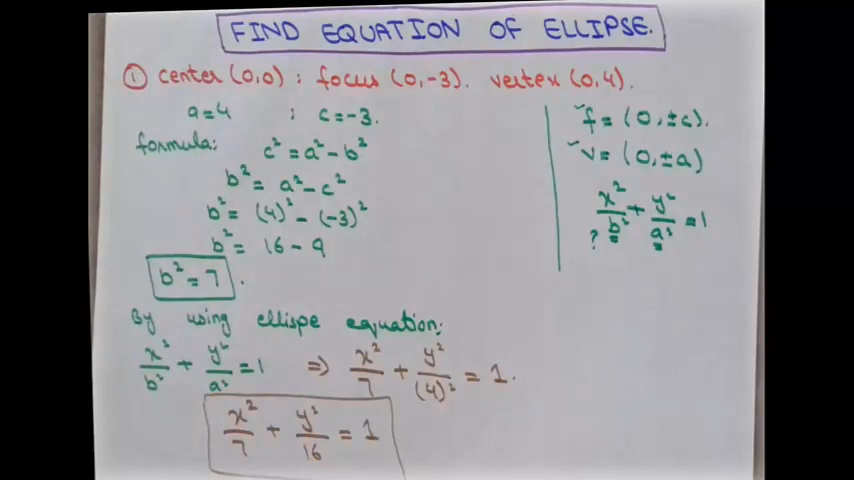 FIND EQUATION OF ELLIPSE.
① center (0,0) : focus (0,-3). vertex (0,4).
a=4 ; c=-3.
formula: c² = a² - b²
b² = a² - c²
b² = (4)² - (-3)²
b² = 16 - 9
b² = 7.
f = (0, ±c).
v = (0, ±a)
x²/b² + y²/a² = 1
?
By using ellispe equation:
x²/b² + y²/a² = 1 ⇒ x²/7 + y²/(4)² = 1.
x²/7 + y²/16 = 1